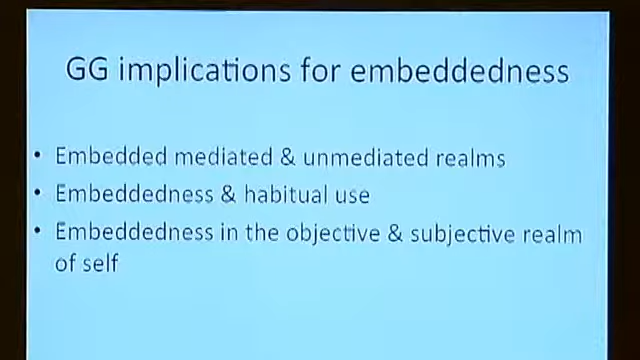 GG implications for embeddedness
• Embedded mediated & unmediated realms
• Embeddedness & habitual use
• Embeddedness in the objective & subjective realm
of self